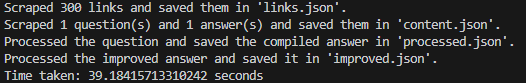 Scraped 300 links and saved them in 'links.json'.
Scraped 1 question(s) and 1 answer(s) and saved them in 'content.json'.
Processed the question and saved the compiled answer in 'processed.json'.
Processed the improved answer and saved it in 'improved.json'.
Time taken: 39.18415713310242 seconds